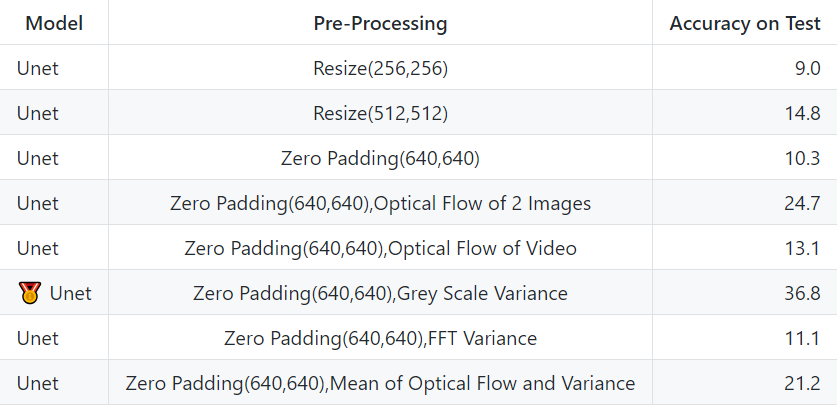 Model Pre-Processing Accuracy on Test
Unet Resize(256,256) 9.0
Unet Resize(512,512) 14.8
Unet Zero Padding(640,640) 10.3
Unet Zero Padding(640,640),Optical Flow of 2 Images 24.7
Unet Zero Padding(640,640),Optical Flow of Video 13.1
🏅 Unet Zero Padding(640,640),Grey Scale Variance 36.8
Unet Zero Padding(640,640),FFT Variance 11.1
Unet Zero Padding(640,640),Mean of Optical Flow and Variance 21.2